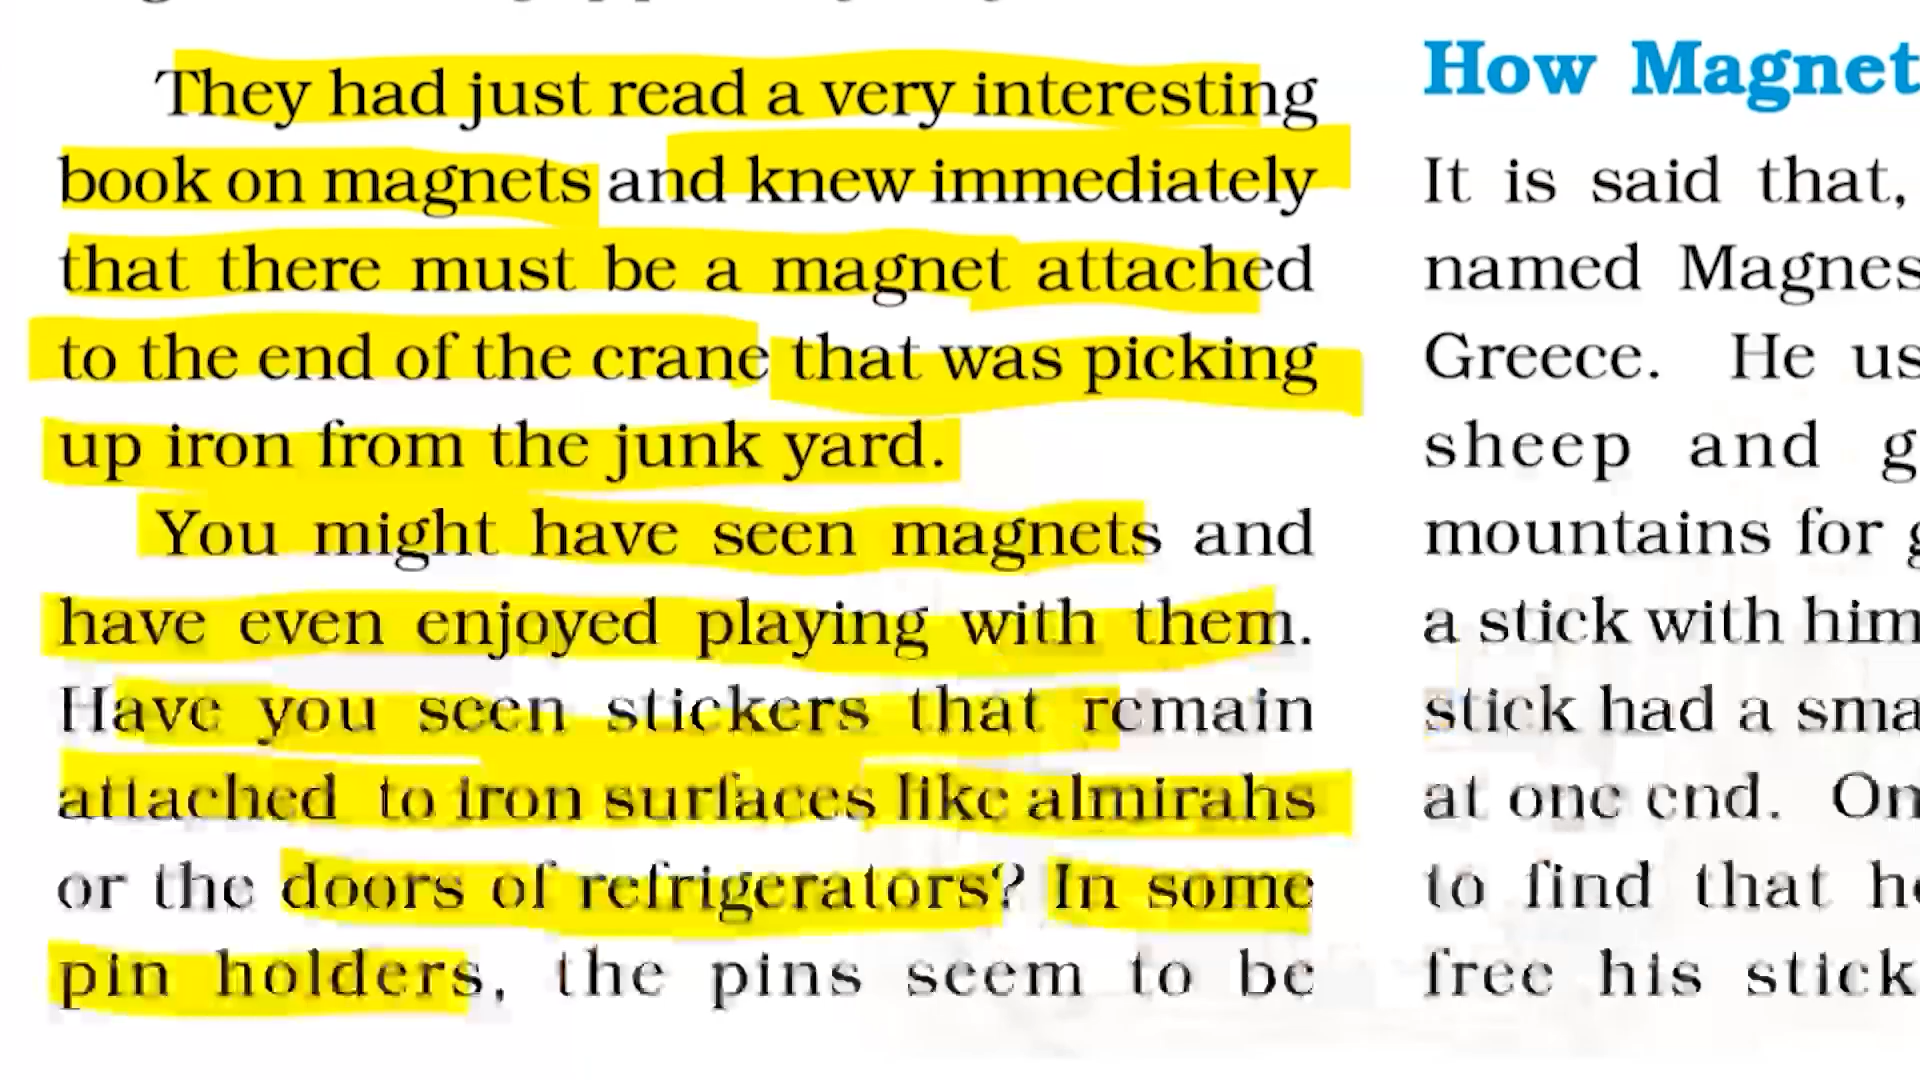 They had just read a very interesting
book on magnets and knew immediately
that there must be a magnet attached
to the end of the crane that was picking
up iron from the junk yard.
You might have seen magnets and
have even enjoyed playing with them.
Have you seen stickers that remain
attached to iron surfaces like almirahs
or the doors of refrigerators? In some
pin holders, the pins seem to be
How Magnet
It is said that,
named Magnes
Greece. He us
sheep and g
mountains for g
a stick with him
stick had a sma
at one end. On
to find that he
free his stick